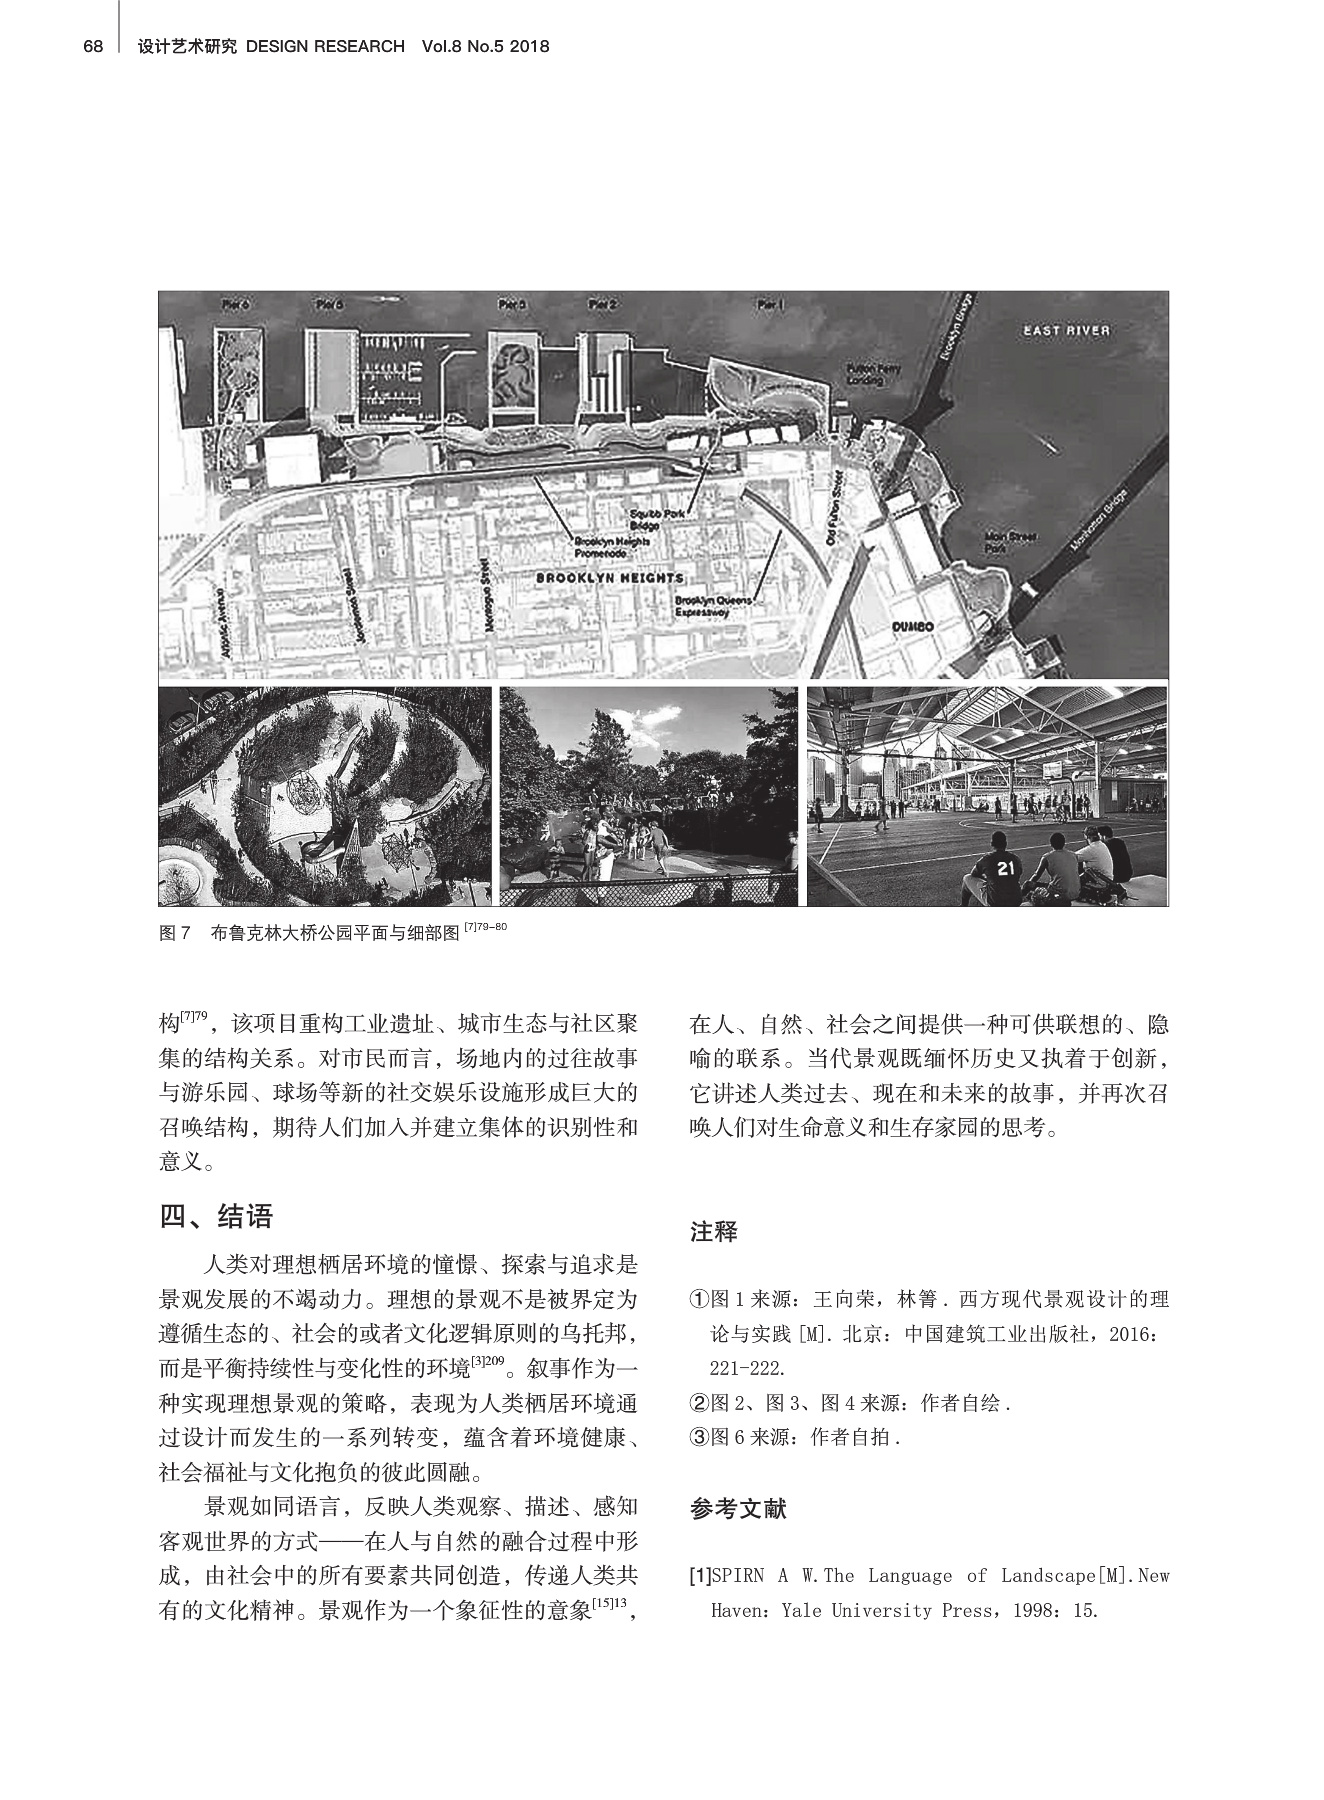 68 设计艺术研究 DESIGN RESEARCH Vol.8 No.5 2018
Pier 6
Pier 5
Pier 3
Pier 2
Pier 1
EAST RIVER
Brooklyn Bridge
Fulton Ferry
Landing
Squibb Park
Bridge
Old Fulton Street
Manhattan Bridge
Main Street
Park
Brooklyn Heights
Promenade
BROOKLYN HEIGHTS
Brooklyn Queens
Expressway
Atlantic Avenue
Joralemon Street
Montague Street
DUMBO
21
图 7 布鲁克林大桥公园平面与细部图 [7]79-80
构[7]79，该项目重构工业遗址、城市生态与社区聚
集的结构关系。对市民而言，场地内的过往故事
与游乐园、球场等新的社交娱乐设施形成巨大的
召唤结构，期待人们加入并建立集体的识别性和
意义。
四、结语
人类对理想栖居环境的憧憬、探索与追求是
景观发展的不竭动力。理想的景观不是被界定为
遵循生态的、社会的或者文化逻辑原则的乌托邦，
而是平衡持续性与变化性的环境[3]209。叙事作为一
种实现理想景观的策略，表现为人类栖居环境通
过设计而发生的一系列转变，蕴含着环境健康、
社会福祉与文化抱负的彼此圆融。
景观如同语言，反映人类观察、描述、感知
客观世界的方式——在人与自然的融合过程中形
成，由社会中的所有要素共同创造，传递人类共
有的文化精神。景观作为一个象征性的意象[15]13，
在人、自然、社会之间提供一种可供联想的、隐
喻的联系。当代景观既缅怀历史又执着于创新，
它讲述人类过去、现在和未来的故事，并再次召
唤人们对生命意义和生存家园的思考。
注释
①图 1 来源：王向荣，林箐 . 西方现代景观设计的理
论与实践 [M]. 北京：中国建筑工业出版社，2016：
221-222.
②图 2、图 3、图 4 来源：作者自绘 .
③图 6 来源：作者自拍 .
参考文献
[1]SPIRN A W.The Language of Landscape[M].New
Haven：Yale University Press，1998：15.